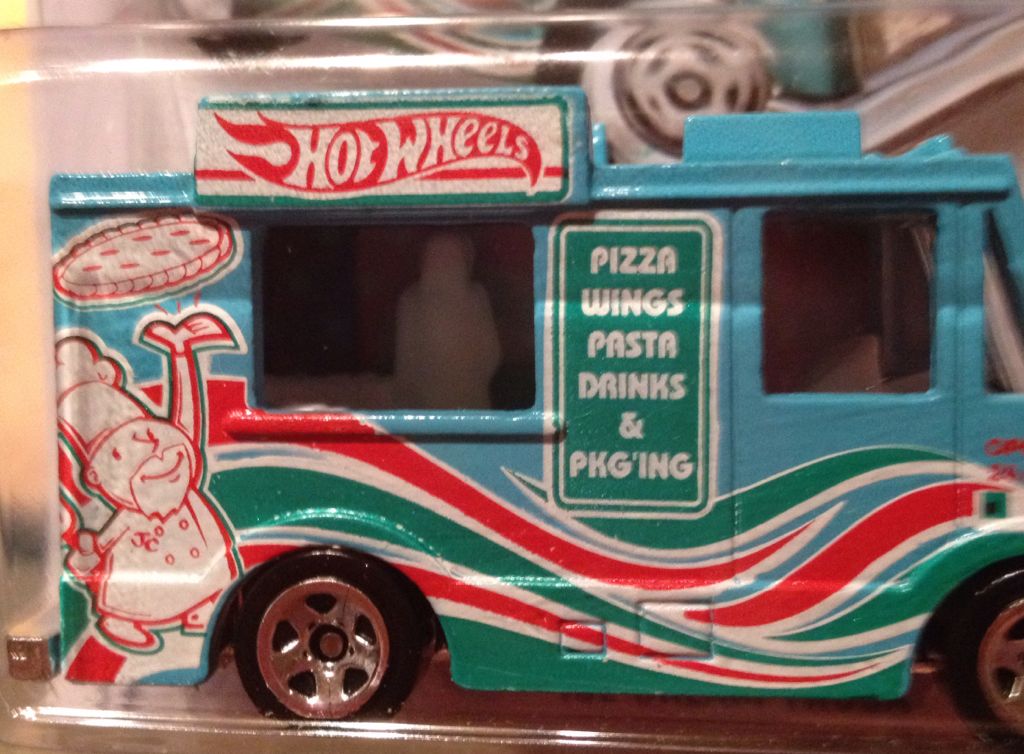 HOT WHEELS
PIZZA
WINGS
PASTA
DRINKS
&
PKG'ING